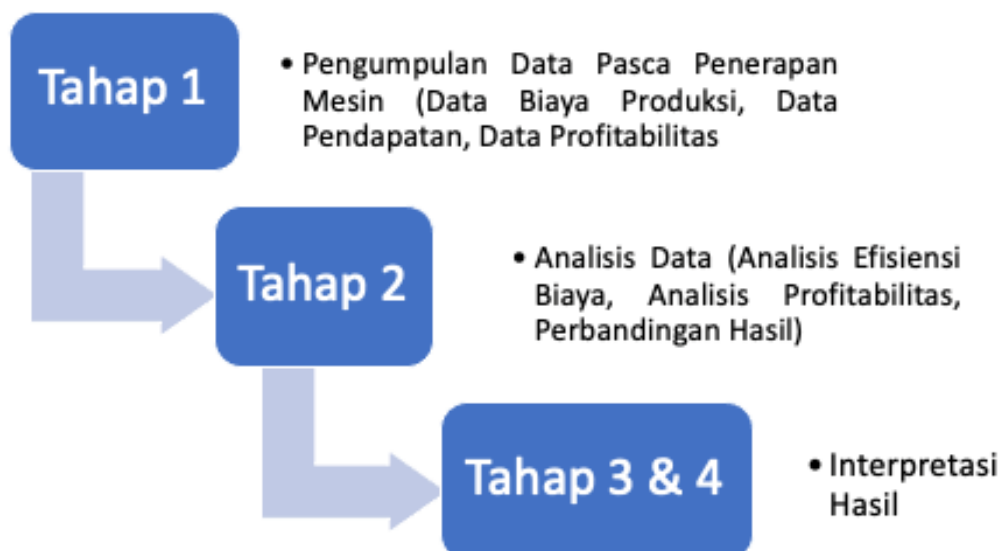 Tahap 1
• Pengumpulan Data Pasca Penerapan
Mesin (Data Biaya Produksi, Data
Pendapatan, Data Profitabilitas
Tahap 2
• Analisis Data (Analisis Efisiensi
Biaya, Analisis Profitabilitas,
Perbandingan Hasil)
Tahap 3 & 4
• Interpretasi
Hasil